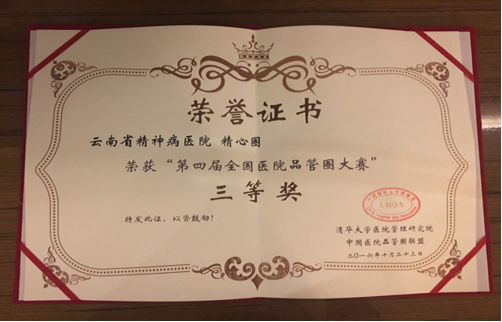 荣誉证书
云南省精神病医院 精心圈
荣获“第四届全国医院品管圈大赛”
三等奖
特发此证，以资鼓励！
CHQA
清华大学医院管理研究院
中国医院品管圈联盟
二〇一六年十月二十三日